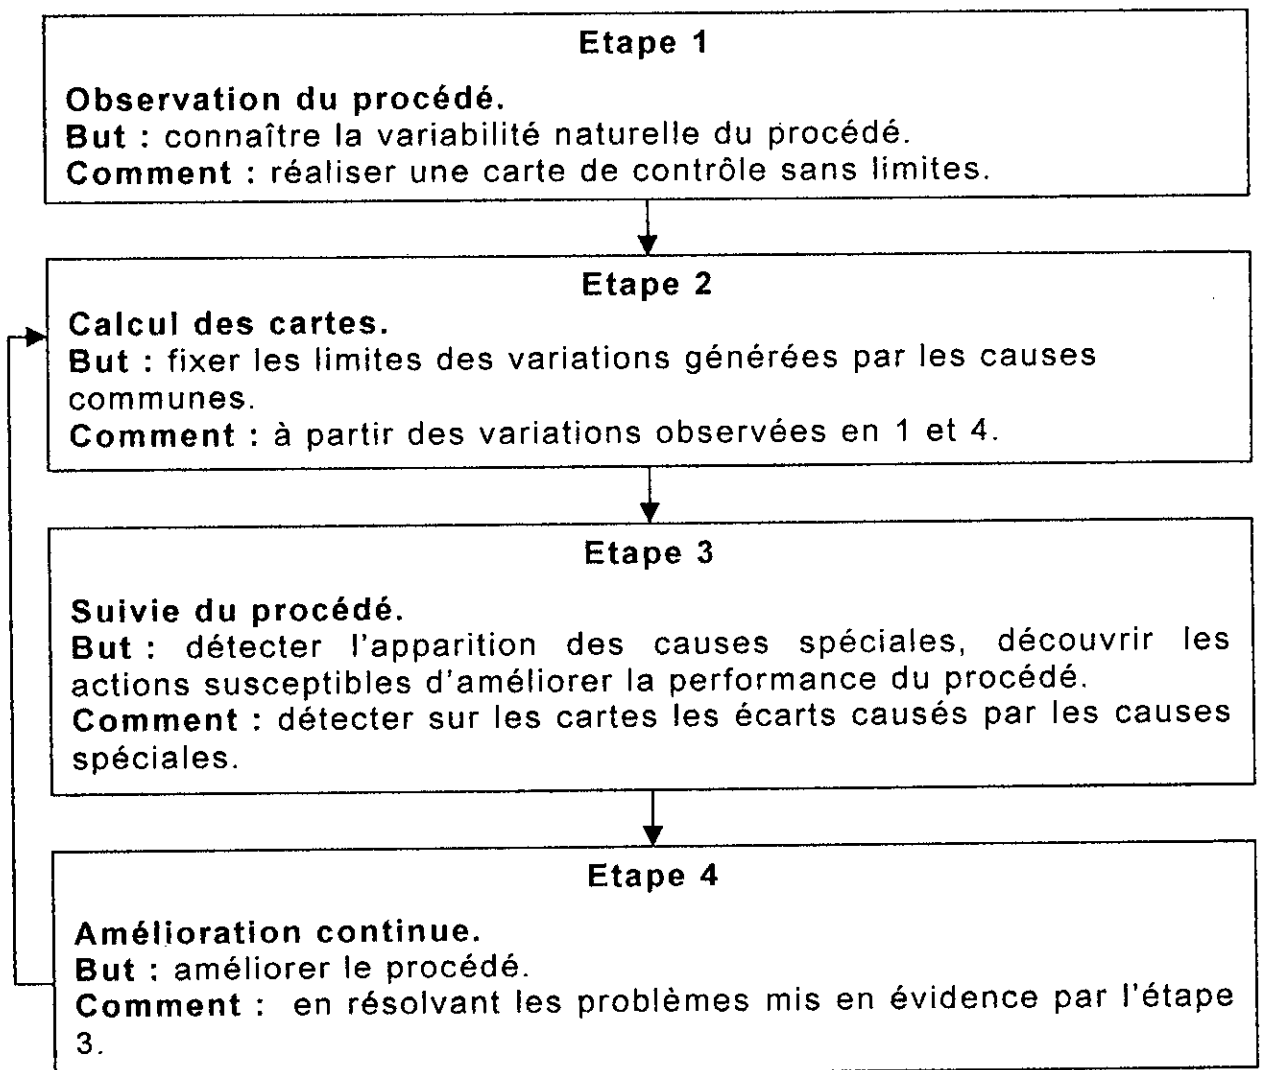 Etape 1
Observation du procédé.
But : connaître la variabilité naturelle du procédé.
Comment : réaliser une carte de contrôle sans limites.
Etape 2
Calcul des cartes.
But : fixer les limites des variations générées par les causes
communes.
Comment : à partir des variations observées en 1 et 4.
Etape 3
Suivie du procédé.
But : détecter l'apparition des causes spéciales, découvrir les
actions susceptibles d'améliorer la performance du procédé.
Comment : détecter sur les cartes les écarts causés par les causes
spéciales.
Etape 4
Amélioration continue.
But : améliorer le procédé.
Comment : en résolvant les problèmes mis en évidence par l'étape
3.